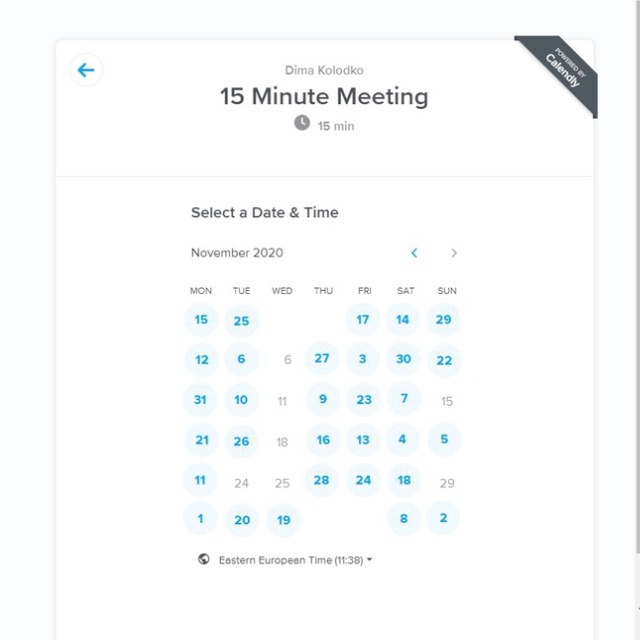 POWERED BY
Calendly
Dima Kolodko
15 Minute Meeting
15 min
Select a Date & Time
November 2020
MON TUE WED THU FRI SAT SUN
15 25 17 14 29
12 6 6 27 3 30 22
31 10 11 9 23 7 15
21 26 18 16 13 4 5
11 24 25 28 24 18 29
1 20 19 8 2
Eastern European Time (11:38)